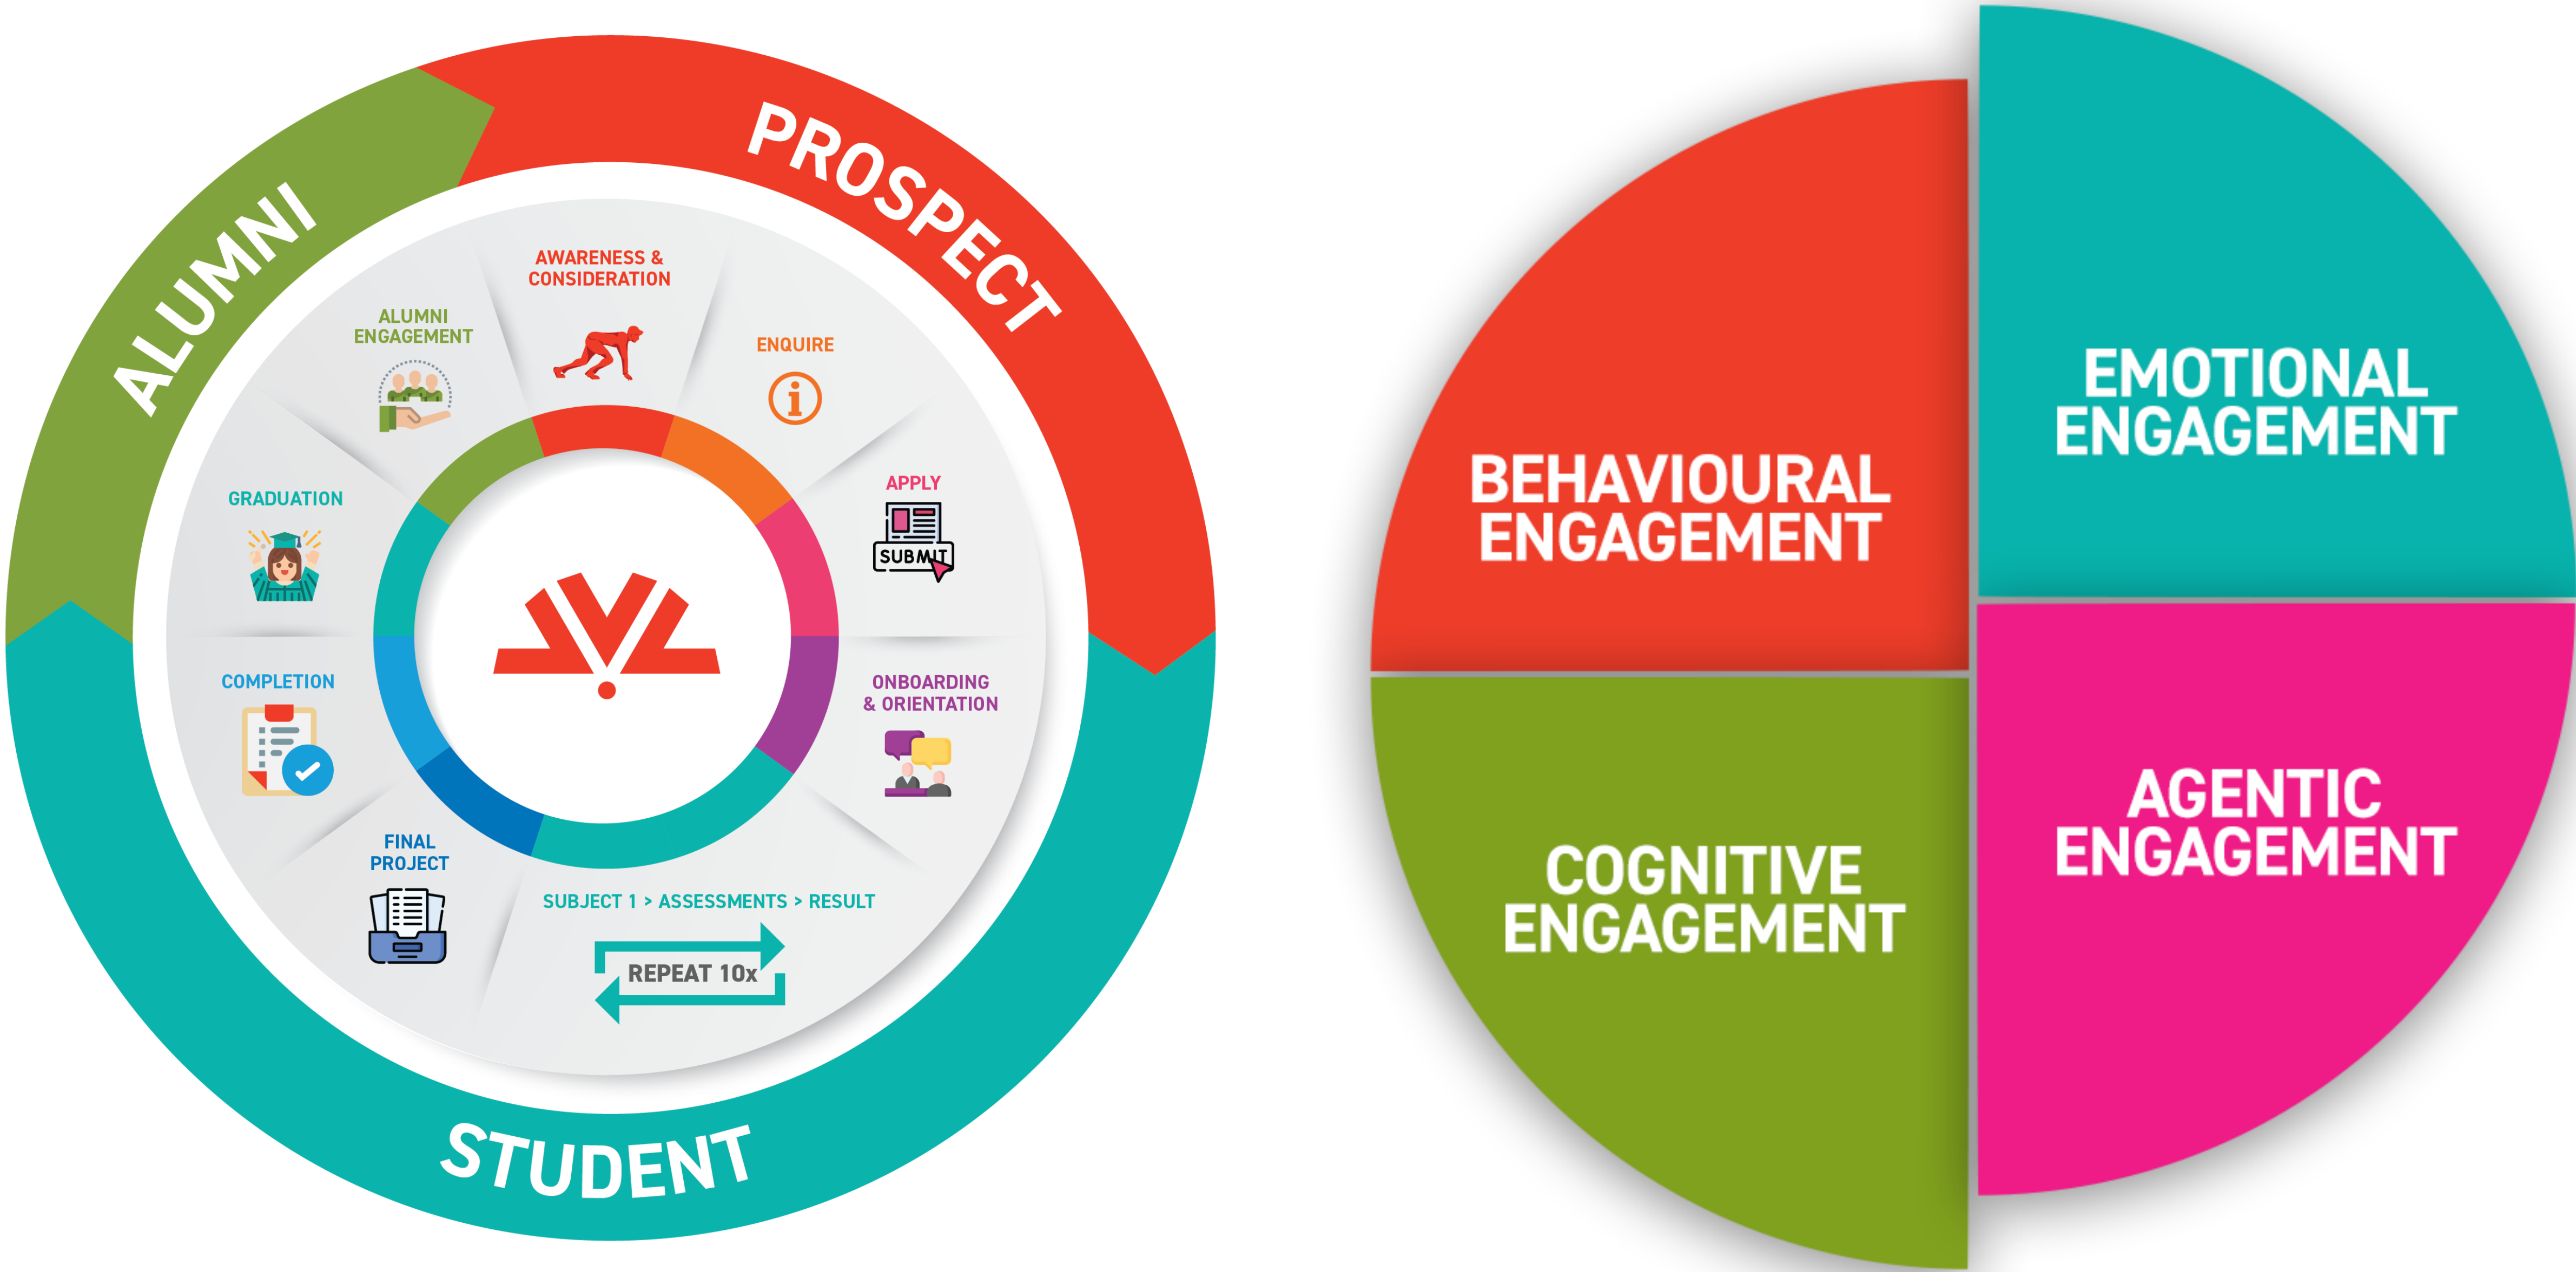 PROSPECT
ALUMNI
STUDENT
AWARENESS &
CONSIDERATION
ENQUIRE
APPLY
SUBMIT
ONBOARDING
& ORIENTATION
SUBJECT 1 > ASSESSMENTS > RESULT
REPEAT 10x
FINAL
PROJECT
COMPLETION
GRADUATION
ALUMNI
ENGAGEMENT
BEHAVIOURAL
ENGAGEMENT
EMOTIONAL
ENGAGEMENT
COGNITIVE
ENGAGEMENT
AGENTIC
ENGAGEMENT